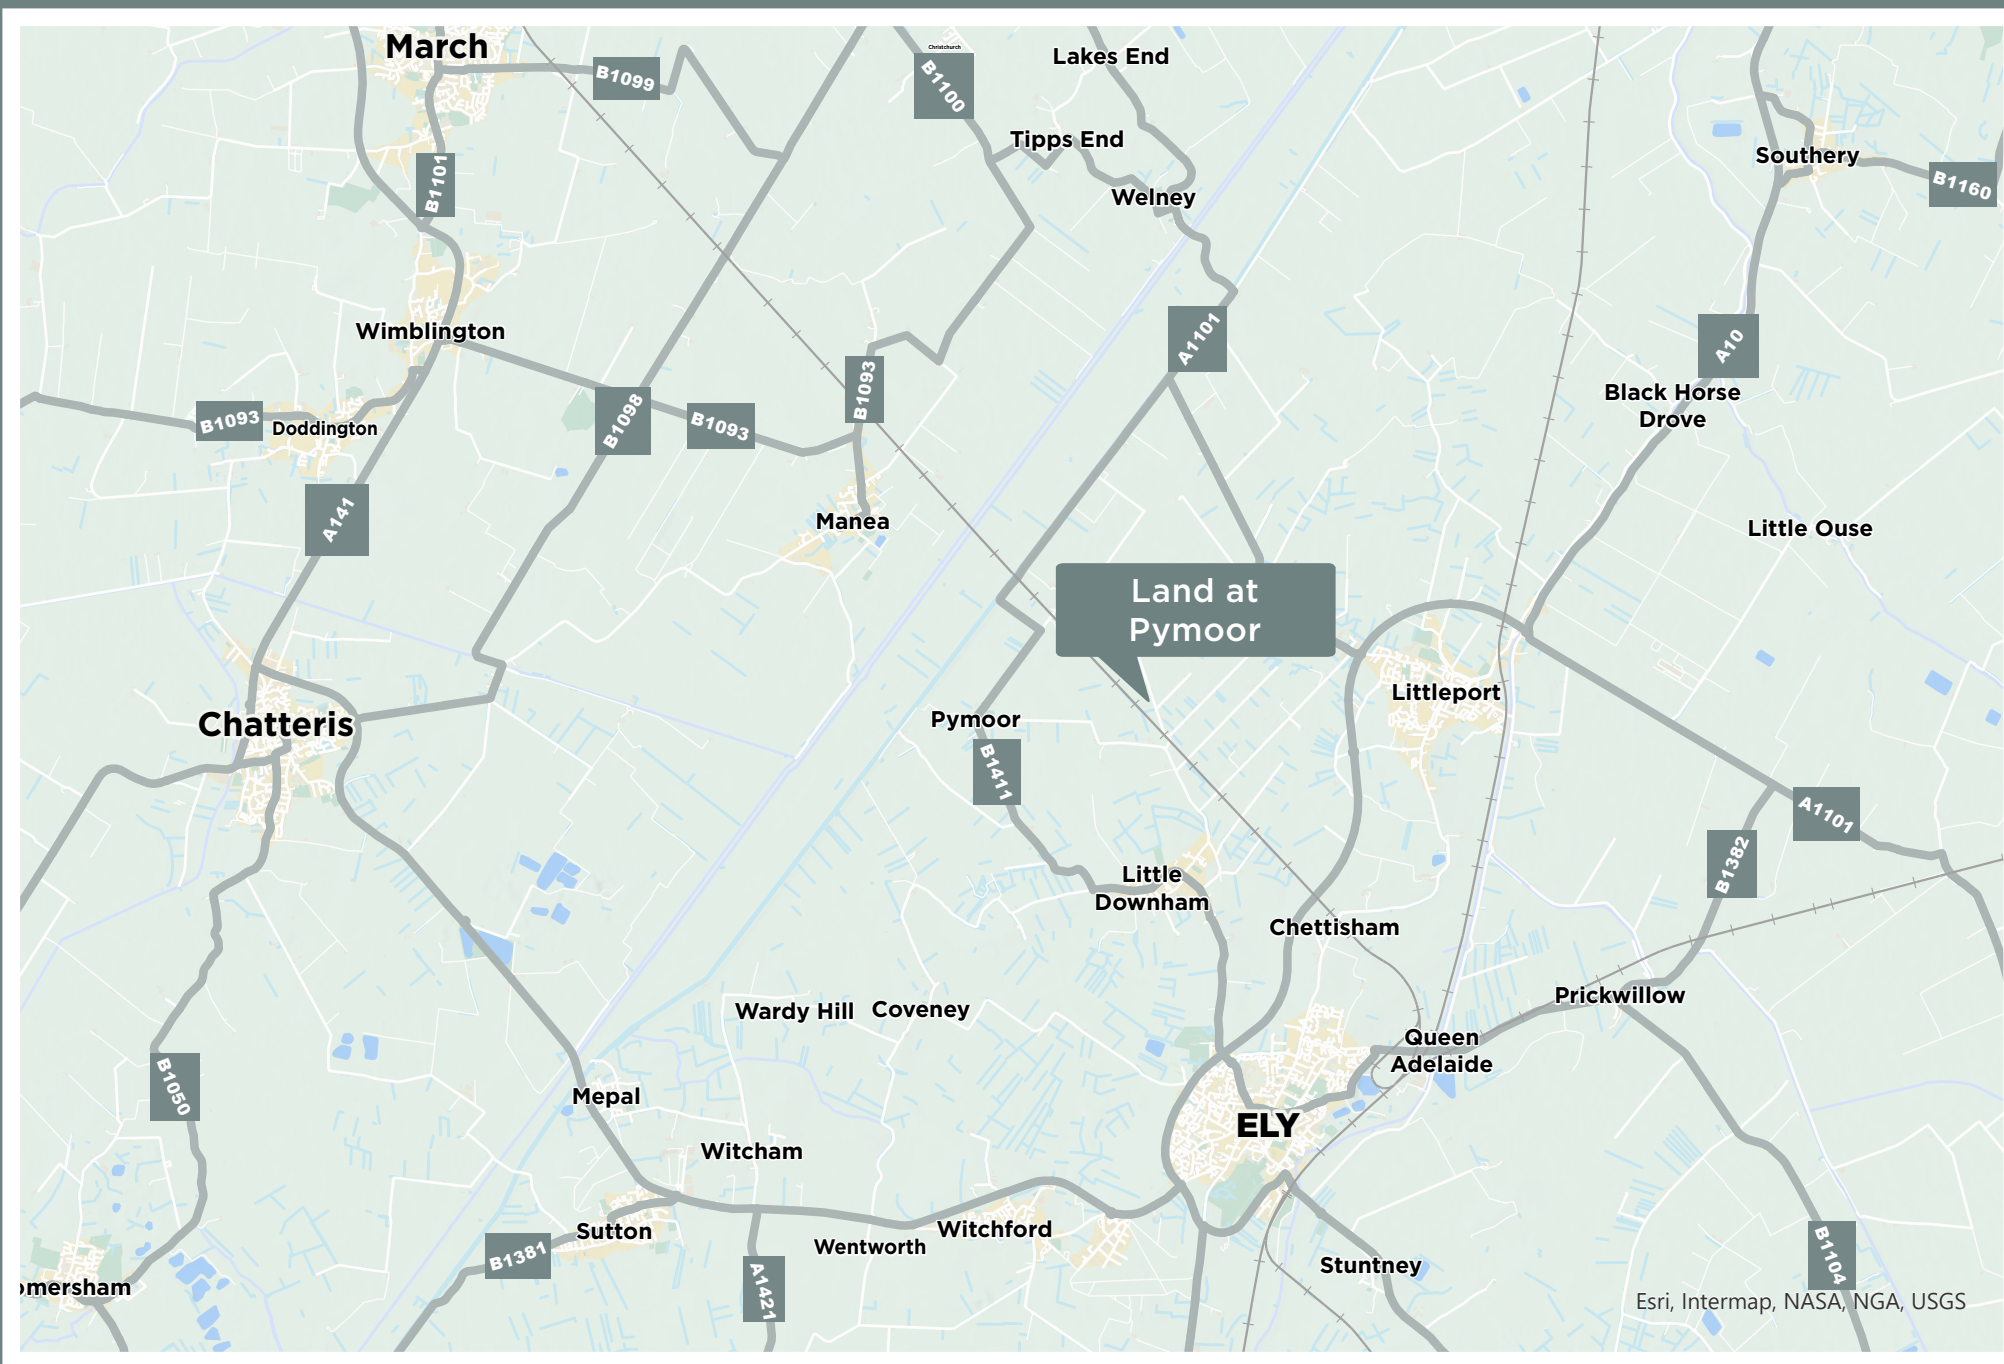 March
Christchurch
Lakes End
B1099
B1100
Tipps End
Southery
B1101
B1160
Welney
Wimblington
A1101
A10
B1093
Black Horse
Drove
B1093
Doddington
B1098
B1093
A141
Manea
Little Ouse
Land at
Pymoor
Littleport
Chatteris
Pymoor
B1411
A1101
B1382
Little
Downham
Chettisham
Prickwillow
Wardy Hill
Coveney
Queen
Adelaide
B1050
Mepal
ELY
Witcham
Sutton
Witchford
Wentworth
B1381
Stuntney
B1104
omersham
A1421
Esri, Intermap, NASA, NGA, USGS